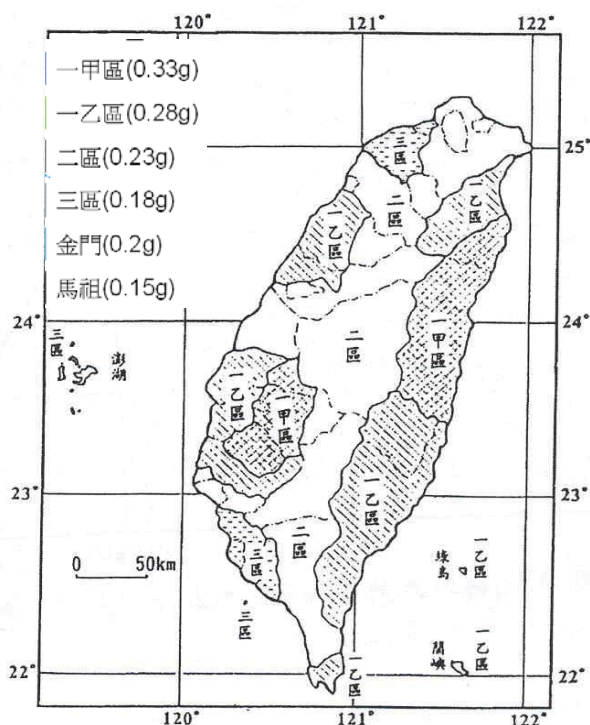 120°
121°
122°
一甲區(0.33g)
一乙區(0.28g)
二區(0.23g)
三區(0.18g)
金門(0.2g)
馬祖(0.15g)
25°
三區
二區
一乙區
一乙區
24°
一甲區
二區
三區
澎湖
一乙區
一甲區
23°
一乙區
0 50km
三區
二區
綠島
一乙區
三區
22°
蘭嶼
一乙區
一乙區
120°
121°
122°
25°
24°
23°
22°